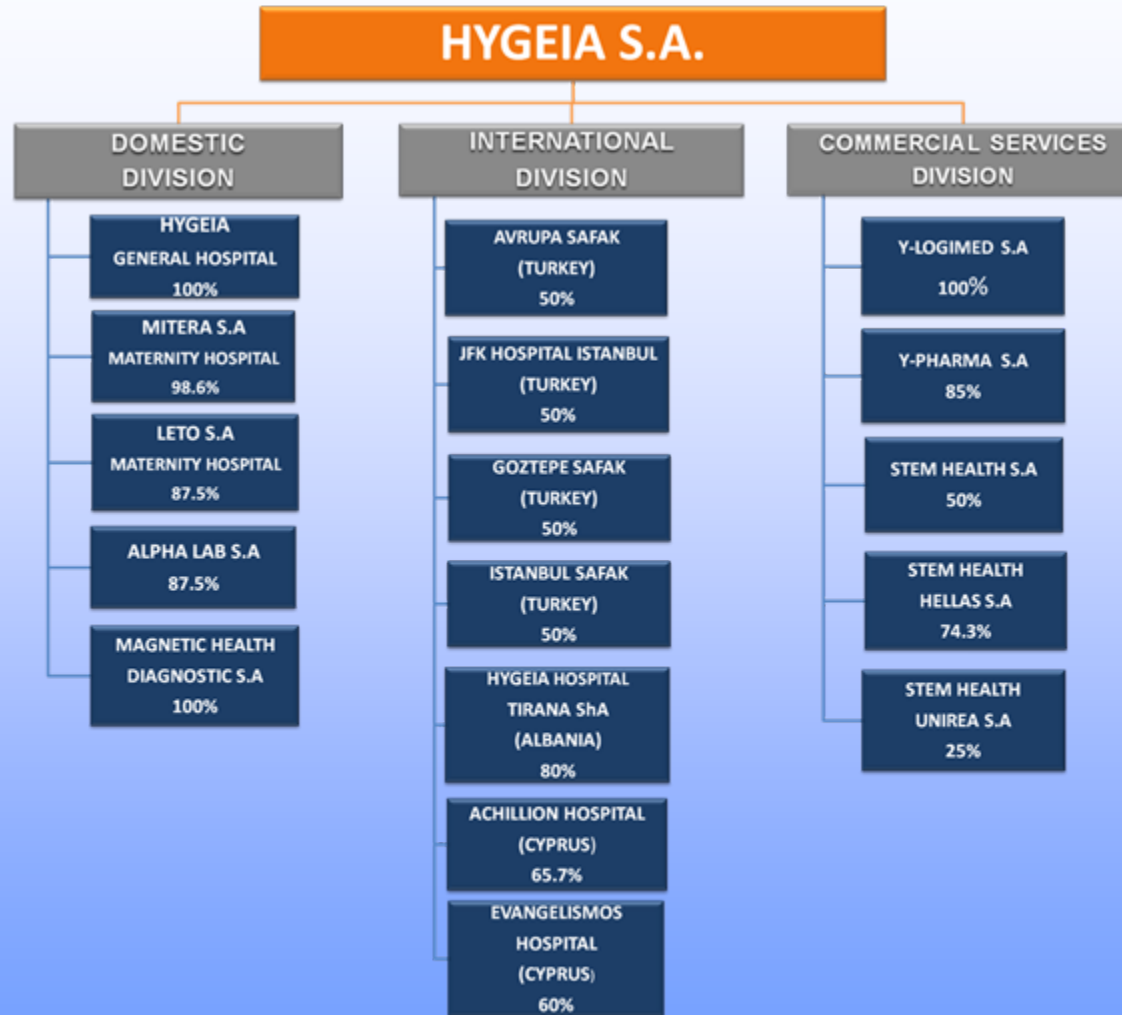 HYGEIA S.A.
DOMESTIC
DIVISION
HYGEIA
GENERAL HOSPITAL
100%
MITERA S.A
MATERNITY HOSPITAL
98.6%
LETO S.A
MATERNITY HOSPITAL
87.5%
ALPHA LAB S.A
87.5%
MAGNETIC HEALTH
DIAGNOSTIC S.A
100%
INTERNATIONAL
DIVISION
AVRUPA SAFAK
(TURKEY)
50%
JFK HOSPITAL ISTANBUL
(TURKEY)
50%
GOZTEPE SAFAK
(TURKEY)
50%
ISTANBUL SAFAK
(TURKEY)
50%
HYGEIA HOSPITAL
TIRANA ShA
(ALBANIA)
80%
ACHILLION HOSPITAL
(CYPRUS)
65.7%
EVANGELISMOS
HOSPITAL
(CYPRUS)
60%
COMMERCIAL SERVICES
DIVISION
Y-LOGIMED S.A
100%
Y-PHARMA S.A
85%
STEM HEALTH S.A
50%
STEM HEALTH
HELLAS S.A
74.3%
STEM HEALTH
UNIREA S.A
25%